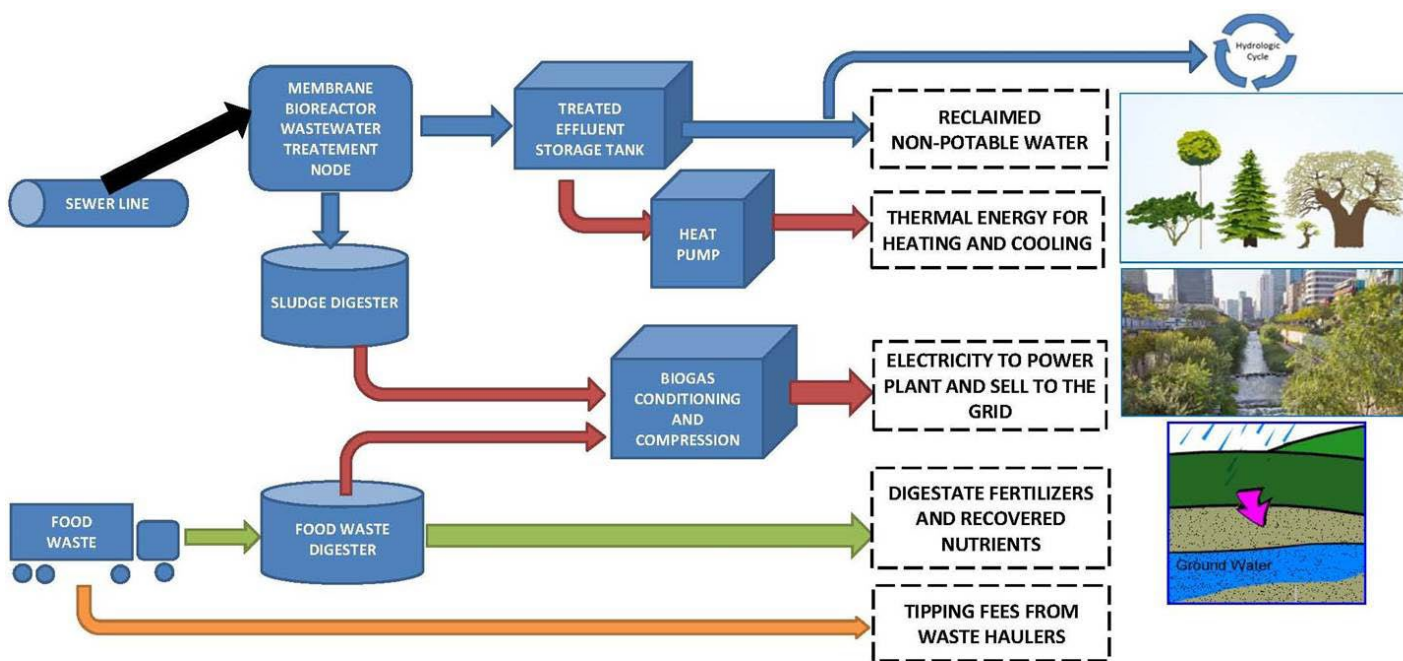 Hydrologic
Cycle
MEMBRANE
BIOREACTOR
WASTEWATER
TREATEMENT
NODE
TREATED
EFFLUENT
STORAGE TANK
RECLAIMED
NON-POTABLE WATER
SEWER LINE
HEAT
PUMP
THERMAL ENERGY FOR
HEATING AND COOLING
SLUDGE DIGESTER
BIOGAS
CONDITIONING
AND
COMPRESSION
ELECTRICITY TO POWER
PLANT AND SELL TO THE
GRID
FOOD
WASTE
FOOD WASTE
DIGESTER
DIGESTATE FERTILIZERS
AND RECOVERED
NUTRIENTS
Ground Water
TIPPING FEES FROM
WASTE HAULERS